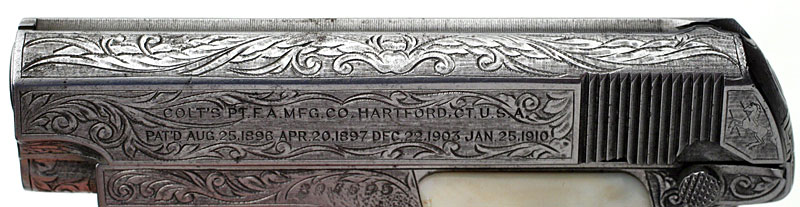 COLT'S PT. F. A. MFG. CO. HARTFORD. CT. U. S. A.
PAT'D AUG. 25. 1896 APR. 20. 1897 DEC. 22. 1903 JAN. 25. 1910